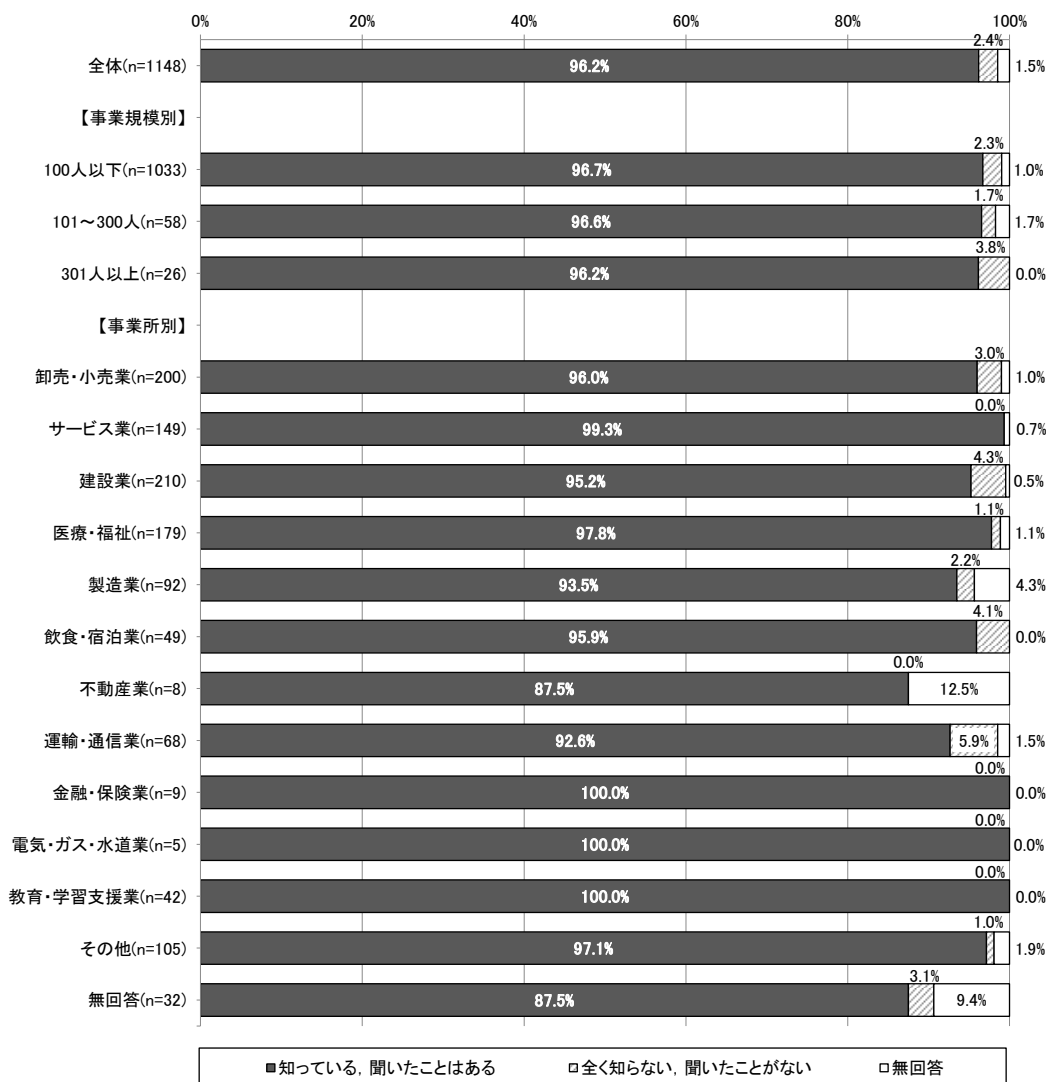 0% 20% 40% 60% 80% 100%
全体(n=1148) 96.2% 2.4% 1.5%
【事業規模別】
100人以下(n=1033) 96.7% 2.3% 1.0%
101～300人(n=58) 96.6% 1.7% 1.7%
301人以上(n=26) 96.2% 3.8% 0.0%
【事業所別】
卸売・小売業(n=200) 96.0% 3.0% 1.0%
サービス業(n=149) 99.3% 0.0% 0.7%
建設業(n=210) 95.2% 4.3% 0.5%
医療・福祉(n=179) 97.8% 1.1% 1.1%
製造業(n=92) 93.5% 2.2% 4.3%
飲食・宿泊業(n=49) 95.9% 4.1% 0.0%
不動産業(n=8) 87.5% 0.0% 12.5%
運輸・通信業(n=68) 92.6% 5.9% 1.5%
金融・保険業(n=9) 100.0% 0.0% 0.0%
電気・ガス・水道業(n=5) 100.0% 0.0% 0.0%
教育・学習支援業(n=42) 100.0% 0.0% 0.0%
その他(n=105) 97.1% 1.0% 1.9%
無回答(n=32) 87.5% 3.1% 9.4%
知っている，聞いたことはある 全く知らない，聞いたことがない 無回答